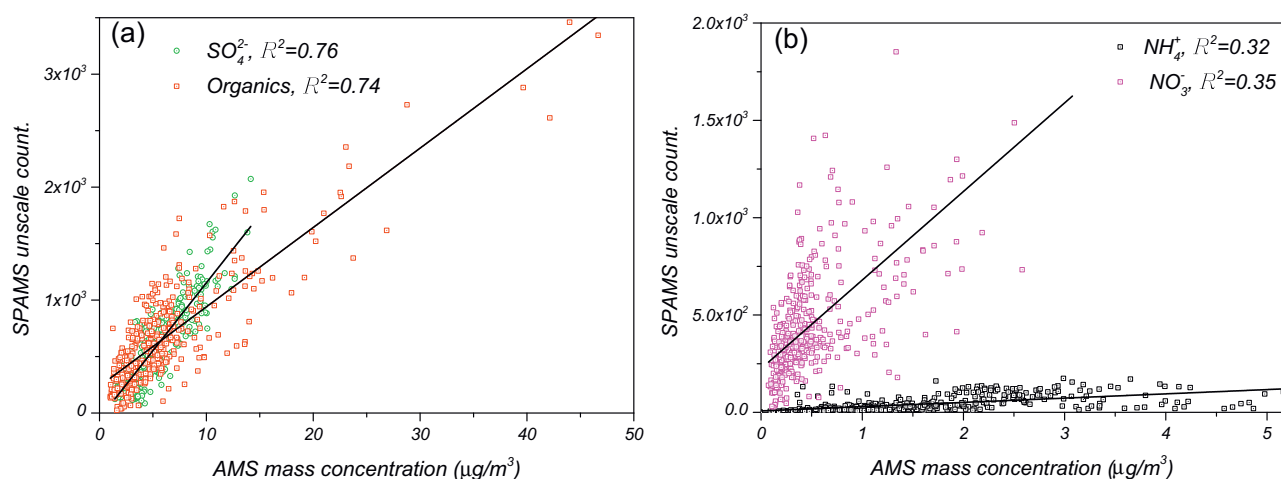 (a)
SO₄²⁻, R²=0.76
Organics, R²=0.74
3x10³
2x10³
1x10³
0
SPAMS unscale count.
0 10 20 30 40 50
AMS mass concentration (μg/m³)
(b)
NH₄⁺, R²=0.32
NO₃⁻, R²=0.35
2.0x10³
1.5x10³
1.0x10³
5.0x10²
0.0
SPAMS unscale count.
0 1 2 3 4 5
AMS mass concentration (μg/m³)